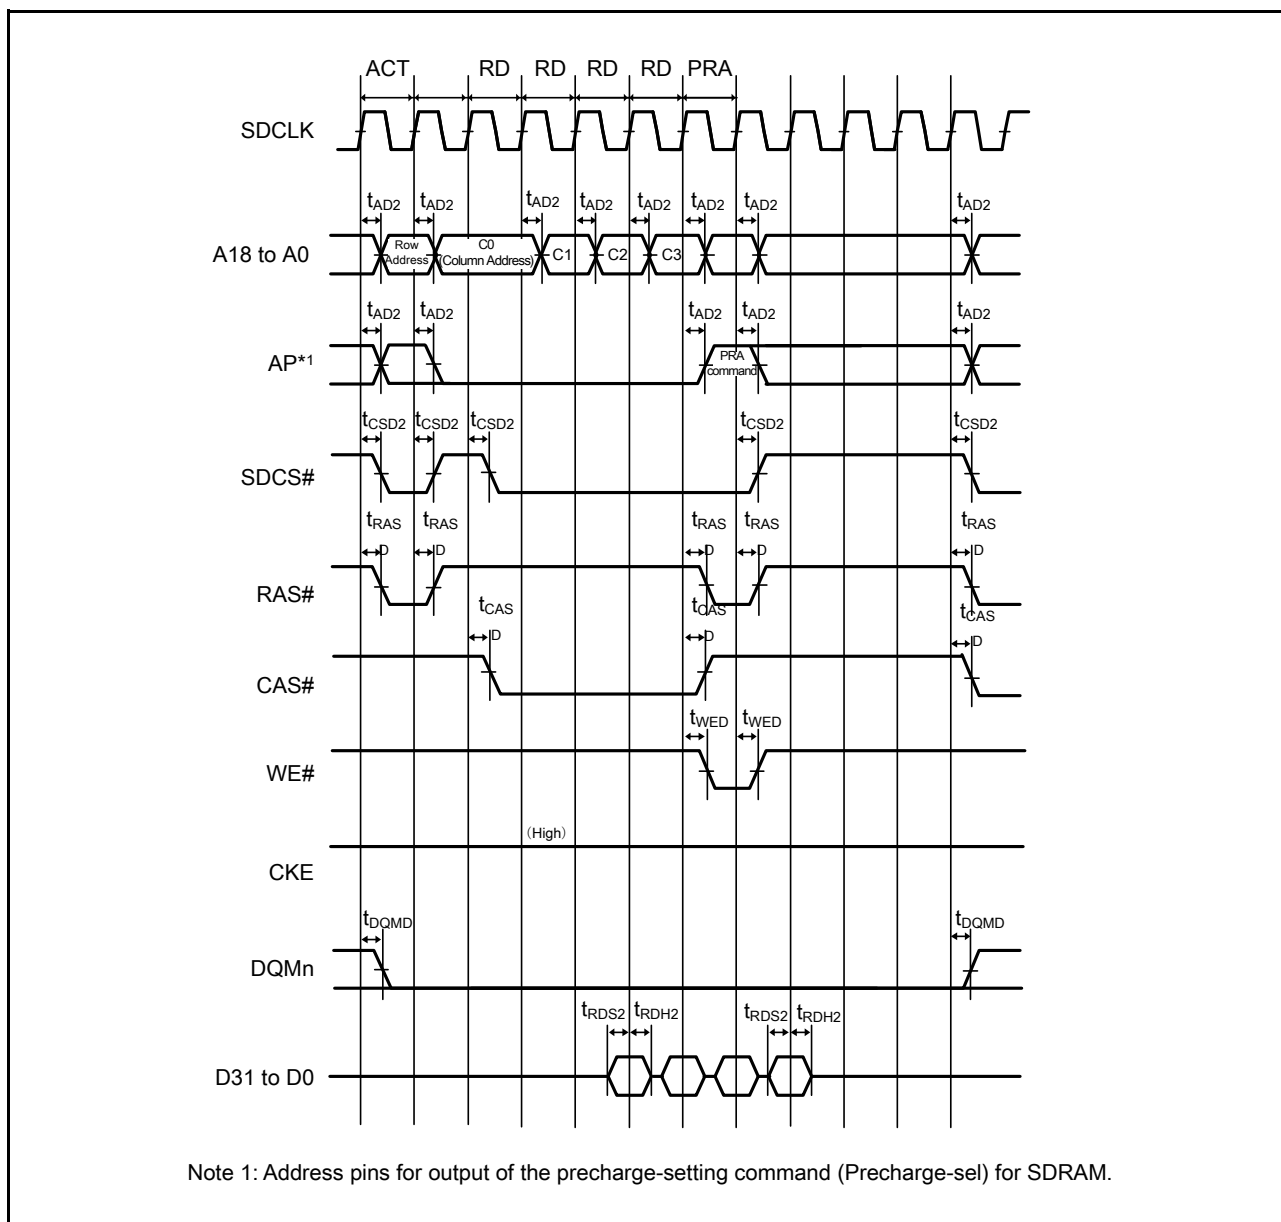 ACT RD RD RD RD PRA
SDCLK
tAD2 tAD2 tAD2 tAD2 tAD2 tAD2 tAD2 tAD2
A18 to A0
Row Address
C0 (Column Address)
C1 C2 C3
tAD2 tAD2 tAD2 tAD2 tAD2
AP*1
PRA command
tCSD2 tCSD2 tCSD2 tCSD2 tCSD2
SDCS#
tRAS tRAS tRAS tRAS tRAS
D D D D D
RAS#
tCAS tCAS tCAS
D D D
CAS#
tWED tWED
WE#
(High)
CKE
tDQMD tDQMD
DQMn
tRDS2 tRDH2 tRDS2 tRDH2
D31 to D0
Note 1: Address pins for output of the precharge-setting command (Precharge-sel) for SDRAM.